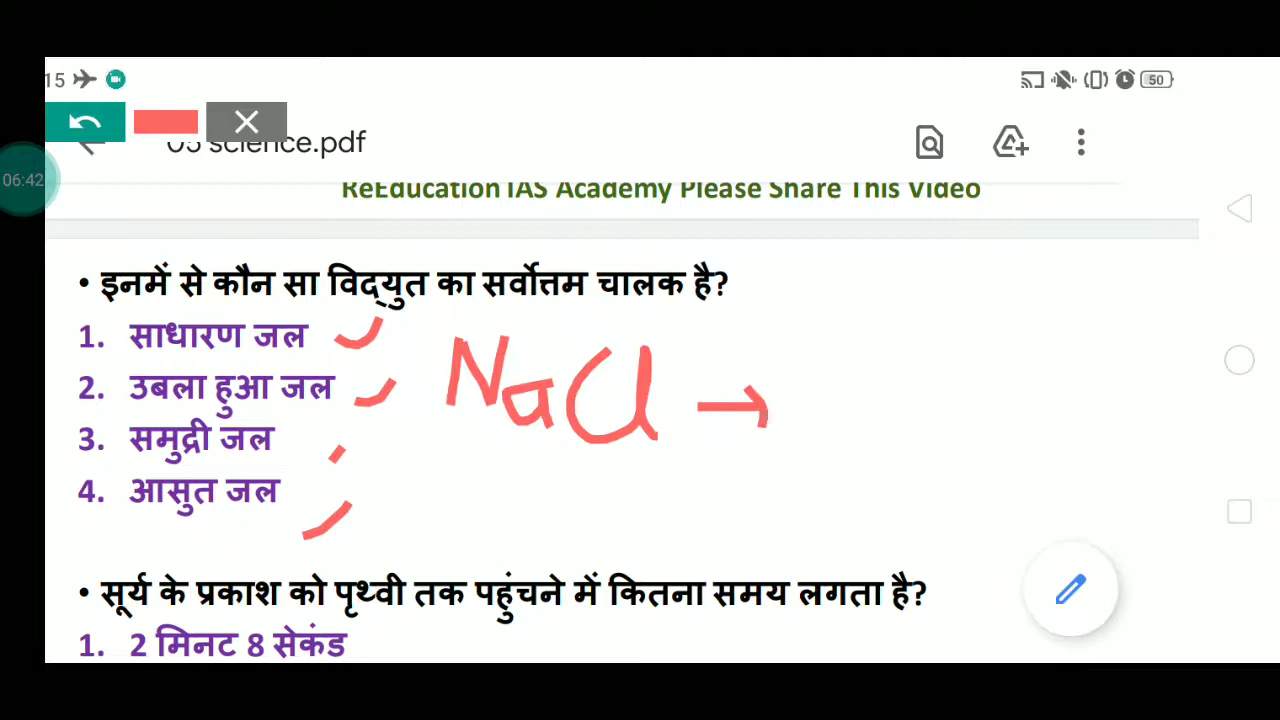 15
50
05 science.pdf
06:42
ReEducation IAS Academy Please Share This Video
• इनमें से कौन सा विद्युत का सर्वोत्तम चालक है?
1. साधारण जल
2. उबला हुआ जल
NaCl →
3. समुद्री जल
4. आसुत जल
• सूर्य के प्रकाश को पृथ्वी तक पहुंचने में कितना समय लगता है?
1. 2 मिनट 8 सेकंड